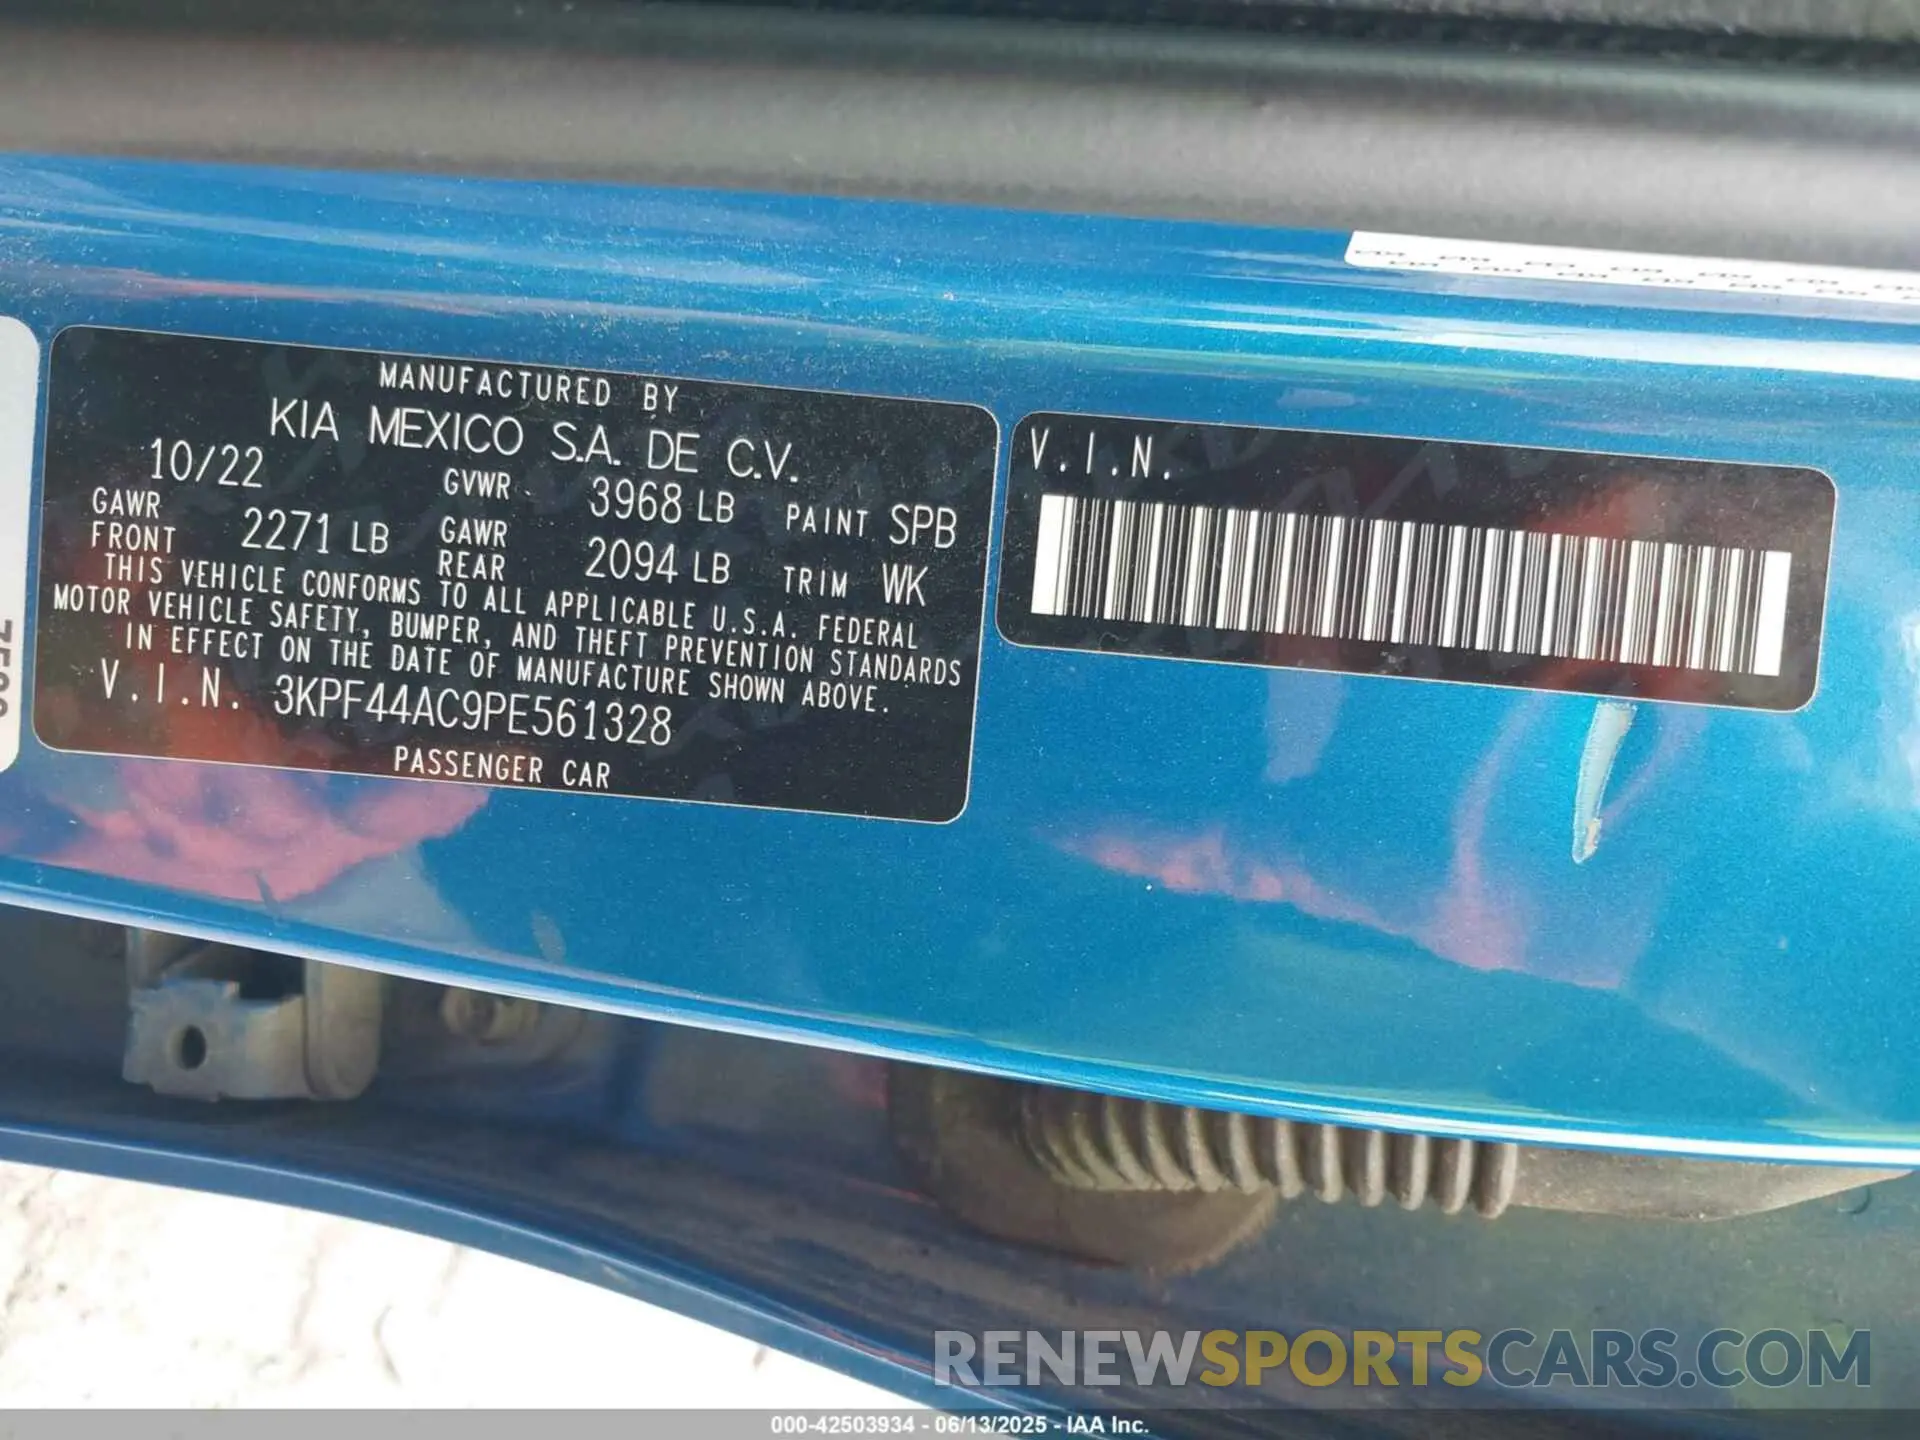 MANUFACTURED BY
KIA MEXICO S.A. DE C.V.
10/22 GVWR 3968 LB PAINT SPB
GAWR FRONT 2271 LB GAWR REAR 2094 LB TRIM WK
THIS VEHICLE CONFORMS TO ALL APPLICABLE U.S.A. FEDERAL
MOTOR VEHICLE SAFETY, BUMPER, AND THEFT PREVENTION STANDARDS
IN EFFECT ON THE DATE OF MANUFACTURE SHOWN ABOVE.
V.I.N. 3KPF44AC9PE561328
PASSENGER CAR
V.I.N.
RENEWSPORTSCARS.COM
000-42503934 - 06/13/2025 - IAA Inc.